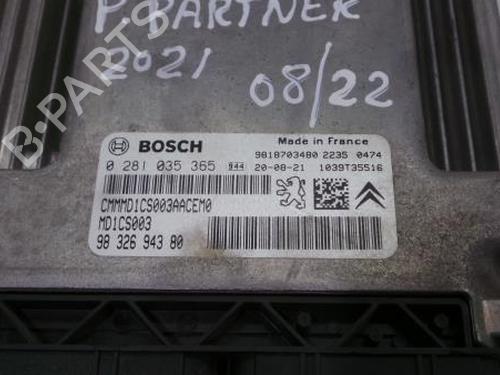 P. PARTNER
2021
08/22
BOSCH
Made in France
0 281 035 365 944
9818703480 2235 0474
20-08-21 1039T35516
CMMMD1CS003AACEM0
MD1CS003
98 326 943 80
B-PARTS